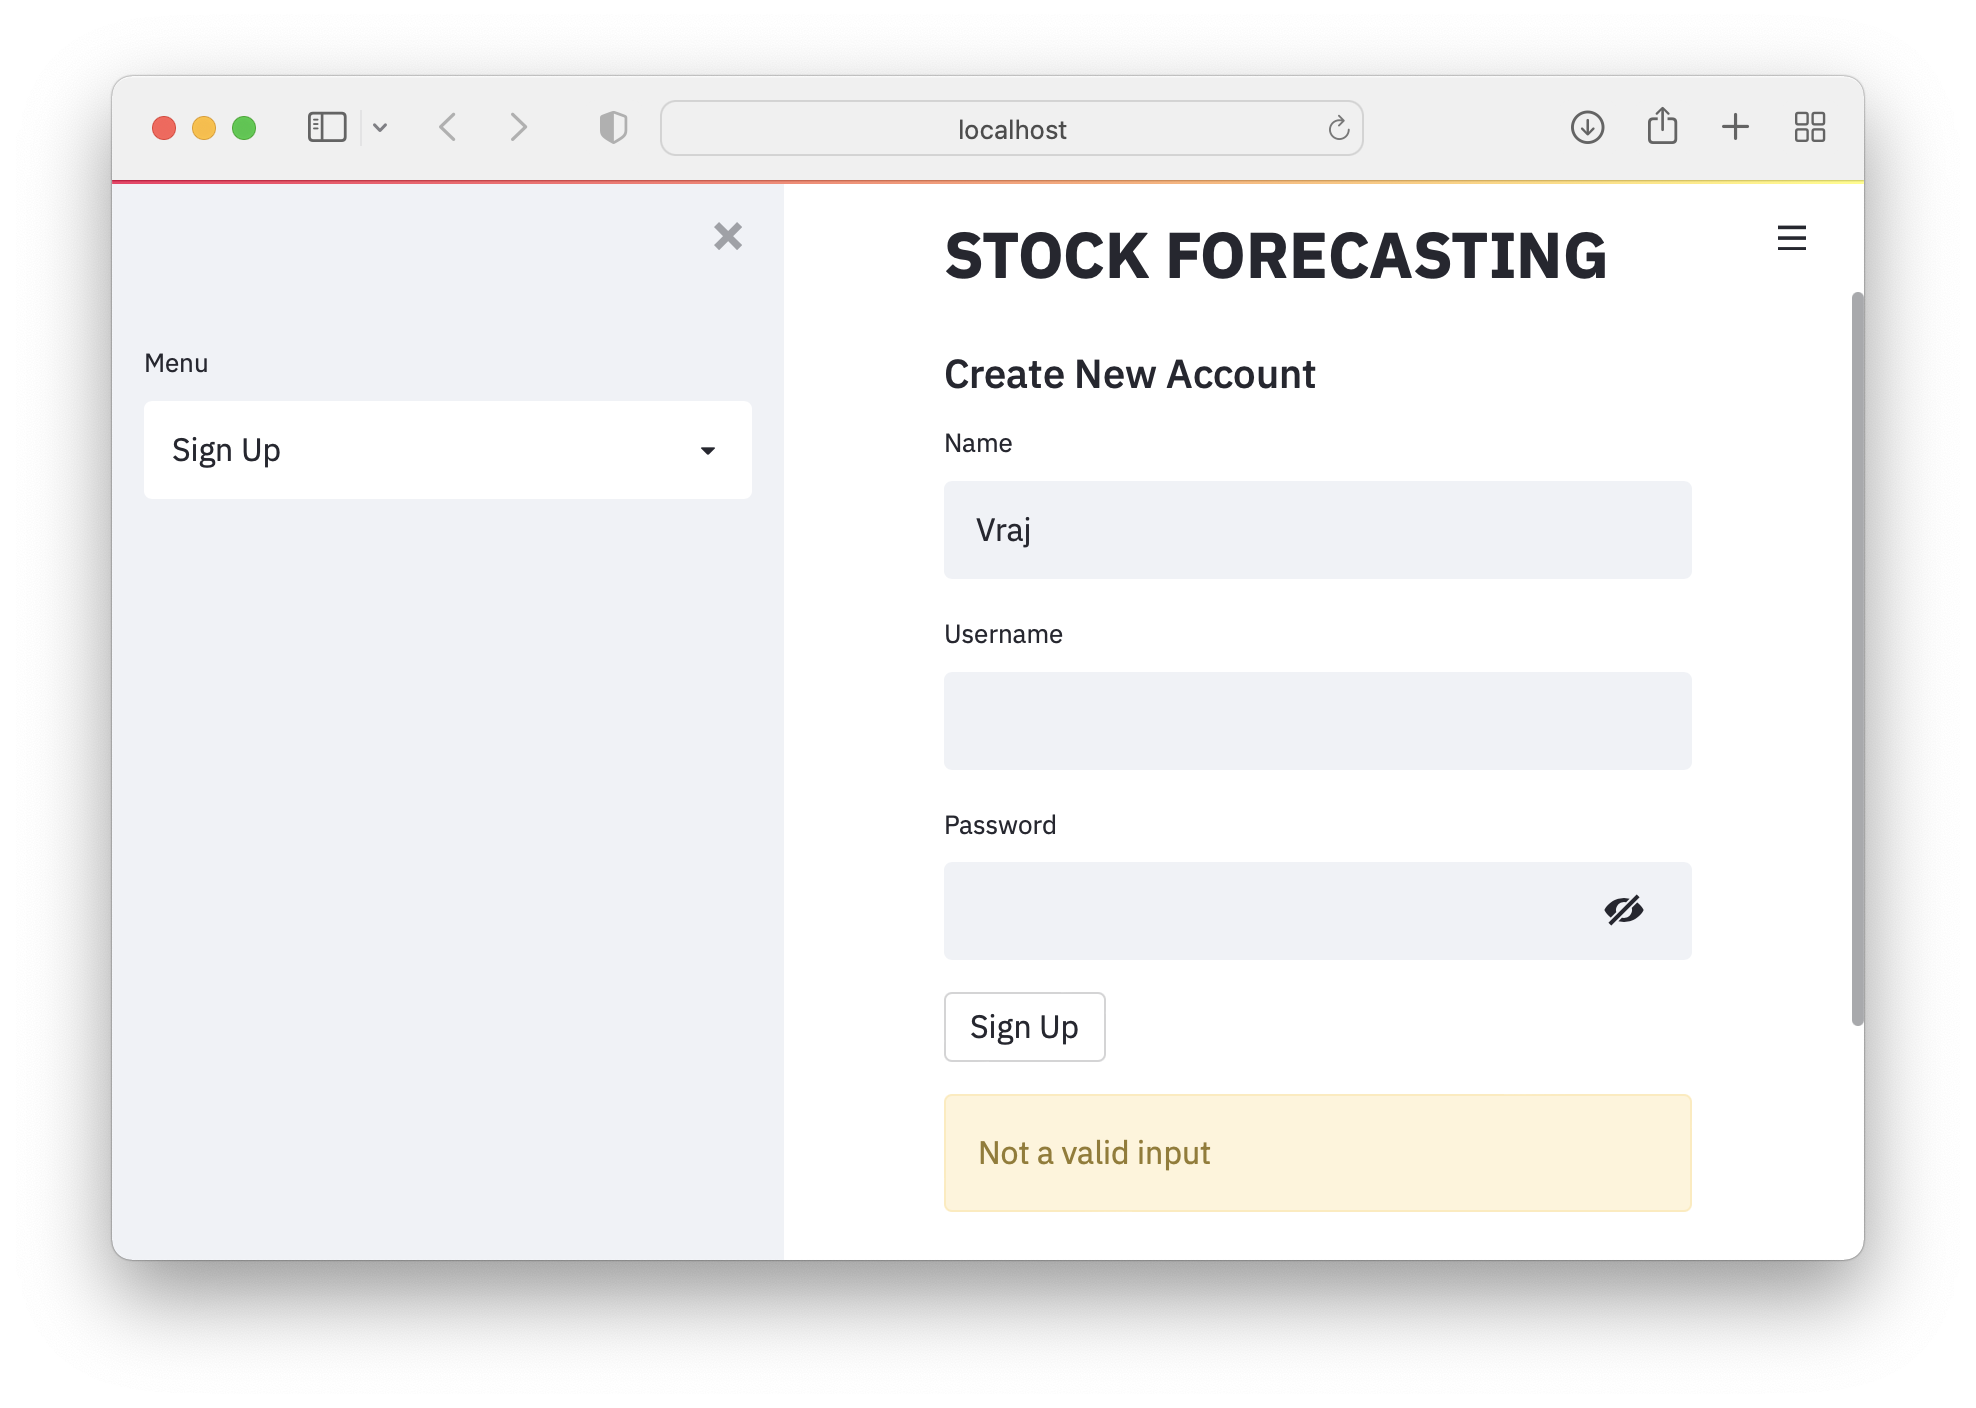 localhost
Menu
Sign Up
STOCK FORECASTING
Create New Account
Name
Vraj
Username
Password
Sign Up
Not a valid input